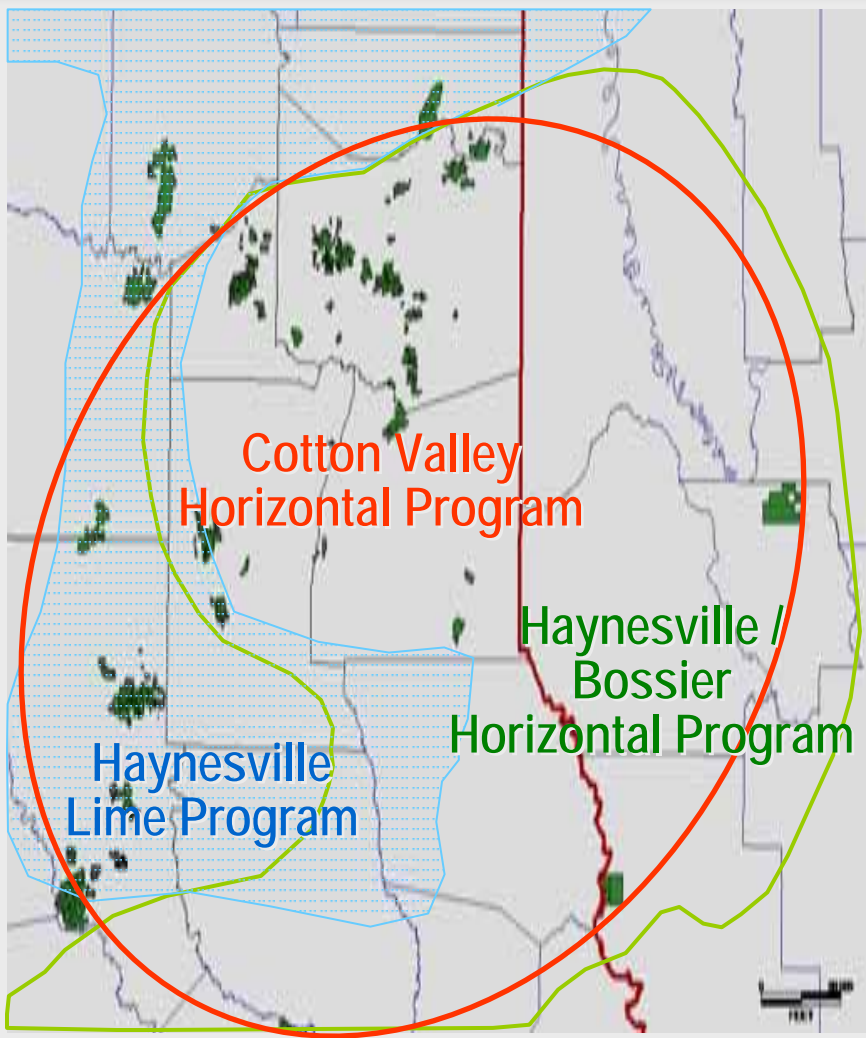 Cotton Valley
Horizontal Program
Haynesville /
Bossier
Horizontal Program
Haynesville
Lime Program